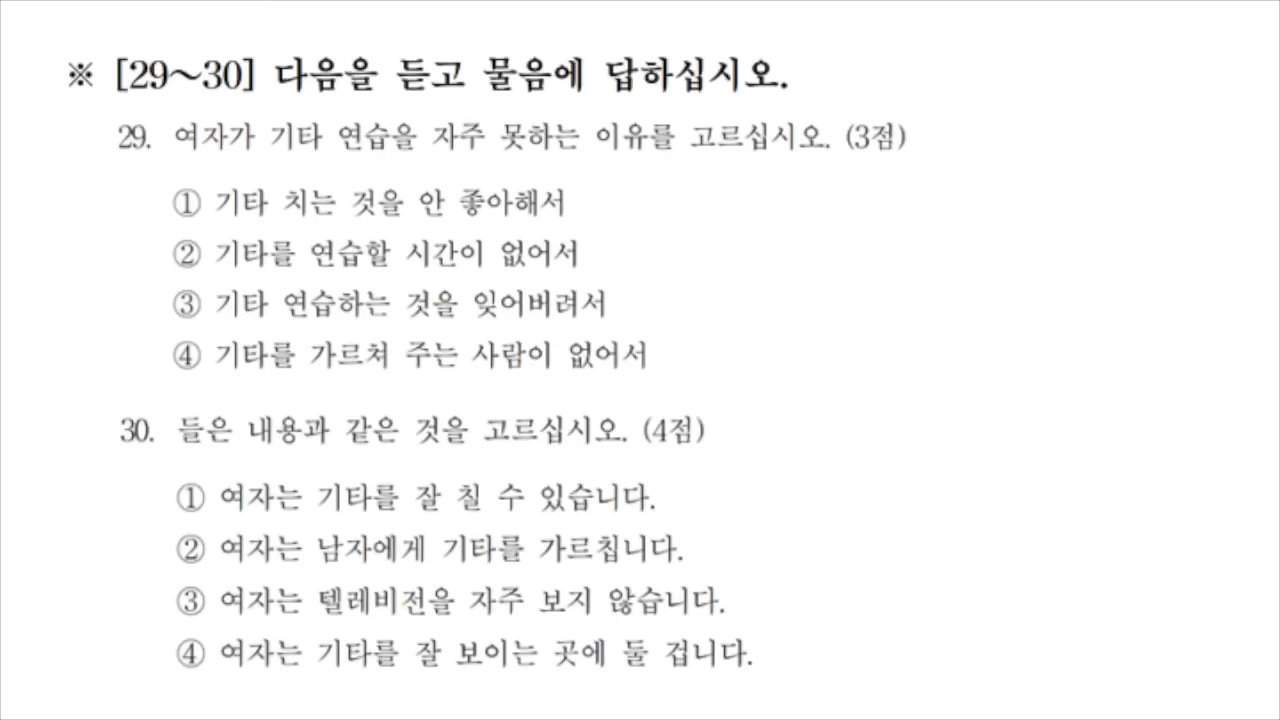 ※ [29～30] 다음을 듣고 물음에 답하십시오.
29. 여자가 기타 연습을 자주 못하는 이유를 고르십시오. (3점)
① 기타 치는 것을 안 좋아해서
② 기타를 연습할 시간이 없어서
③ 기타 연습하는 것을 잊어버려서
④ 기타를 가르쳐 주는 사람이 없어서
30. 들은 내용과 같은 것을 고르십시오. (4점)
① 여자는 기타를 잘 칠 수 있습니다.
② 여자는 남자에게 기타를 가르칩니다.
③ 여자는 텔레비전을 자주 보지 않습니다.
④ 여자는 기타를 잘 보이는 곳에 둘 겁니다.